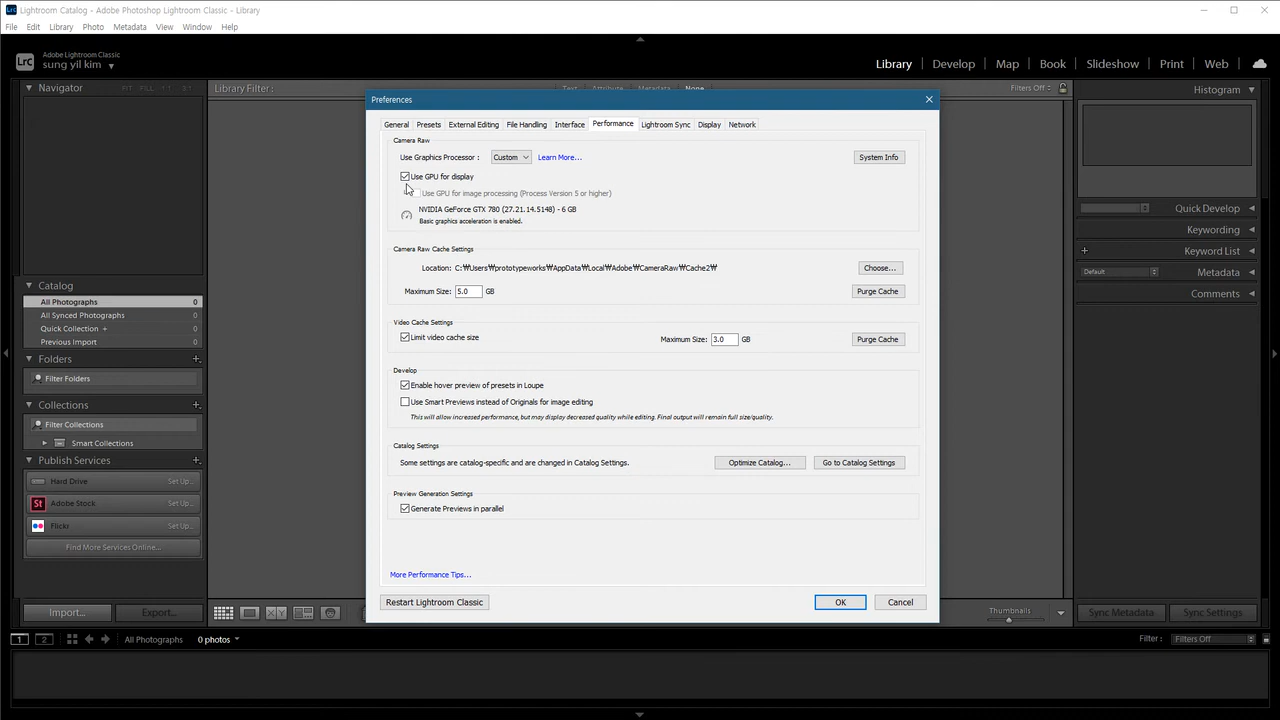 Lightroom Catalog - Adobe Photoshop Lightroom Classic - Library
File Edit Library Photo Metadata View Window Help
Lrc
Adobe Lightroom Classic
sung yil kim
Library Develop Map Book Slideshow Print Web
Navigator FIT FILL 1:1
Library Filter : Text Attribute Metadata None Filters Off
Histogram
Preferences
General Presets External Editing File Handling Interface Performance Lightroom Sync Display Network
Camera Raw
Use Graphics Processor : Custom Learn More... System Info
Use GPU for display
Use GPU for image processing (Process Version 5 or higher)
NVIDIA GeForce GTX 780 (27.21.14.5148) - 6 GB
Basic graphics acceleration is enabled.
Camera Raw Cache Settings
Location: C:₩Users₩prototypeworks₩AppData₩Local₩Adobe₩CameraRaw₩Cache2₩ Choose...
Maximum Size: 5.0 GB Purge Cache
Video Cache Settings
Limit video cache size Maximum Size: 3.0 GB Purge Cache
Develop
Enable hover preview of presets in Loupe
Use Smart Previews instead of Originals for image editing
This will allow increased performance, but may display decreased quality while editing. Final output will remain full size/quality.
Catalog Settings
Some settings are catalog-specific and are changed in Catalog Settings. Optimize Catalog... Go to Catalog Settings
Preview Generation Settings
Generate Previews in parallel
More Performance Tips...
Restart Lightroom Classic OK Cancel
Catalog
All Photographs 0
All Synced Photographs 0
Quick Collection + 0
Previous Import 0
Folders +
Filter Folders
Collections +
Filter Collections
Smart Collections
Publish Services +
Hard Drive Set Up...
St Adobe Stock Set Up...
Flickr Set Up...
Find More Services Online...
Import... Export...
Quick Develop
Keywording
+ Keyword List
Default Metadata
Comments
XY Thumbnails Sync Metadata Sync Settings
1 2 All Photographs 0 photos Filter : Filters Off